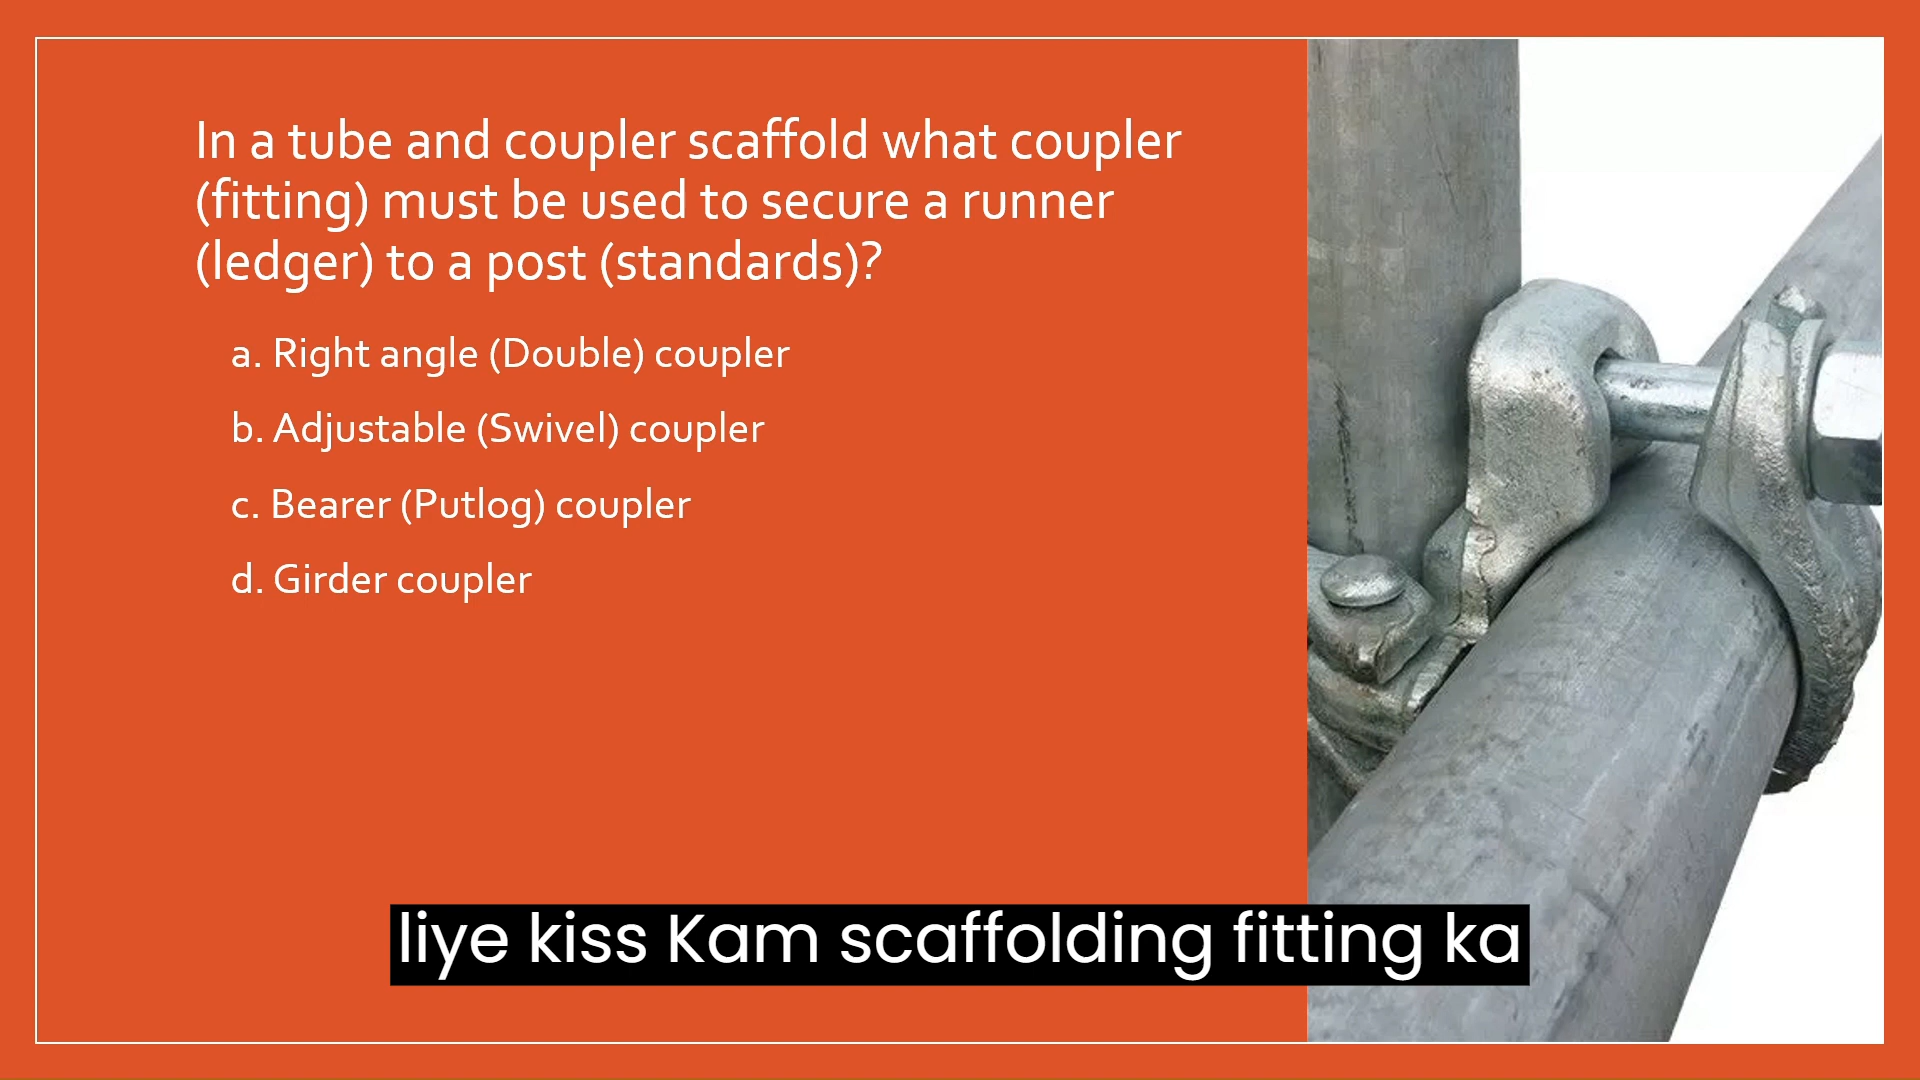 In a tube and coupler scaffold what coupler
(fitting) must be used to secure a runner
(ledger) to a post (standards)?
a. Right angle (Double) coupler
b. Adjustable (Swivel) coupler
c. Bearer (Putlog) coupler
d. Girder coupler
liye kiss Kam scaffolding fitting ka